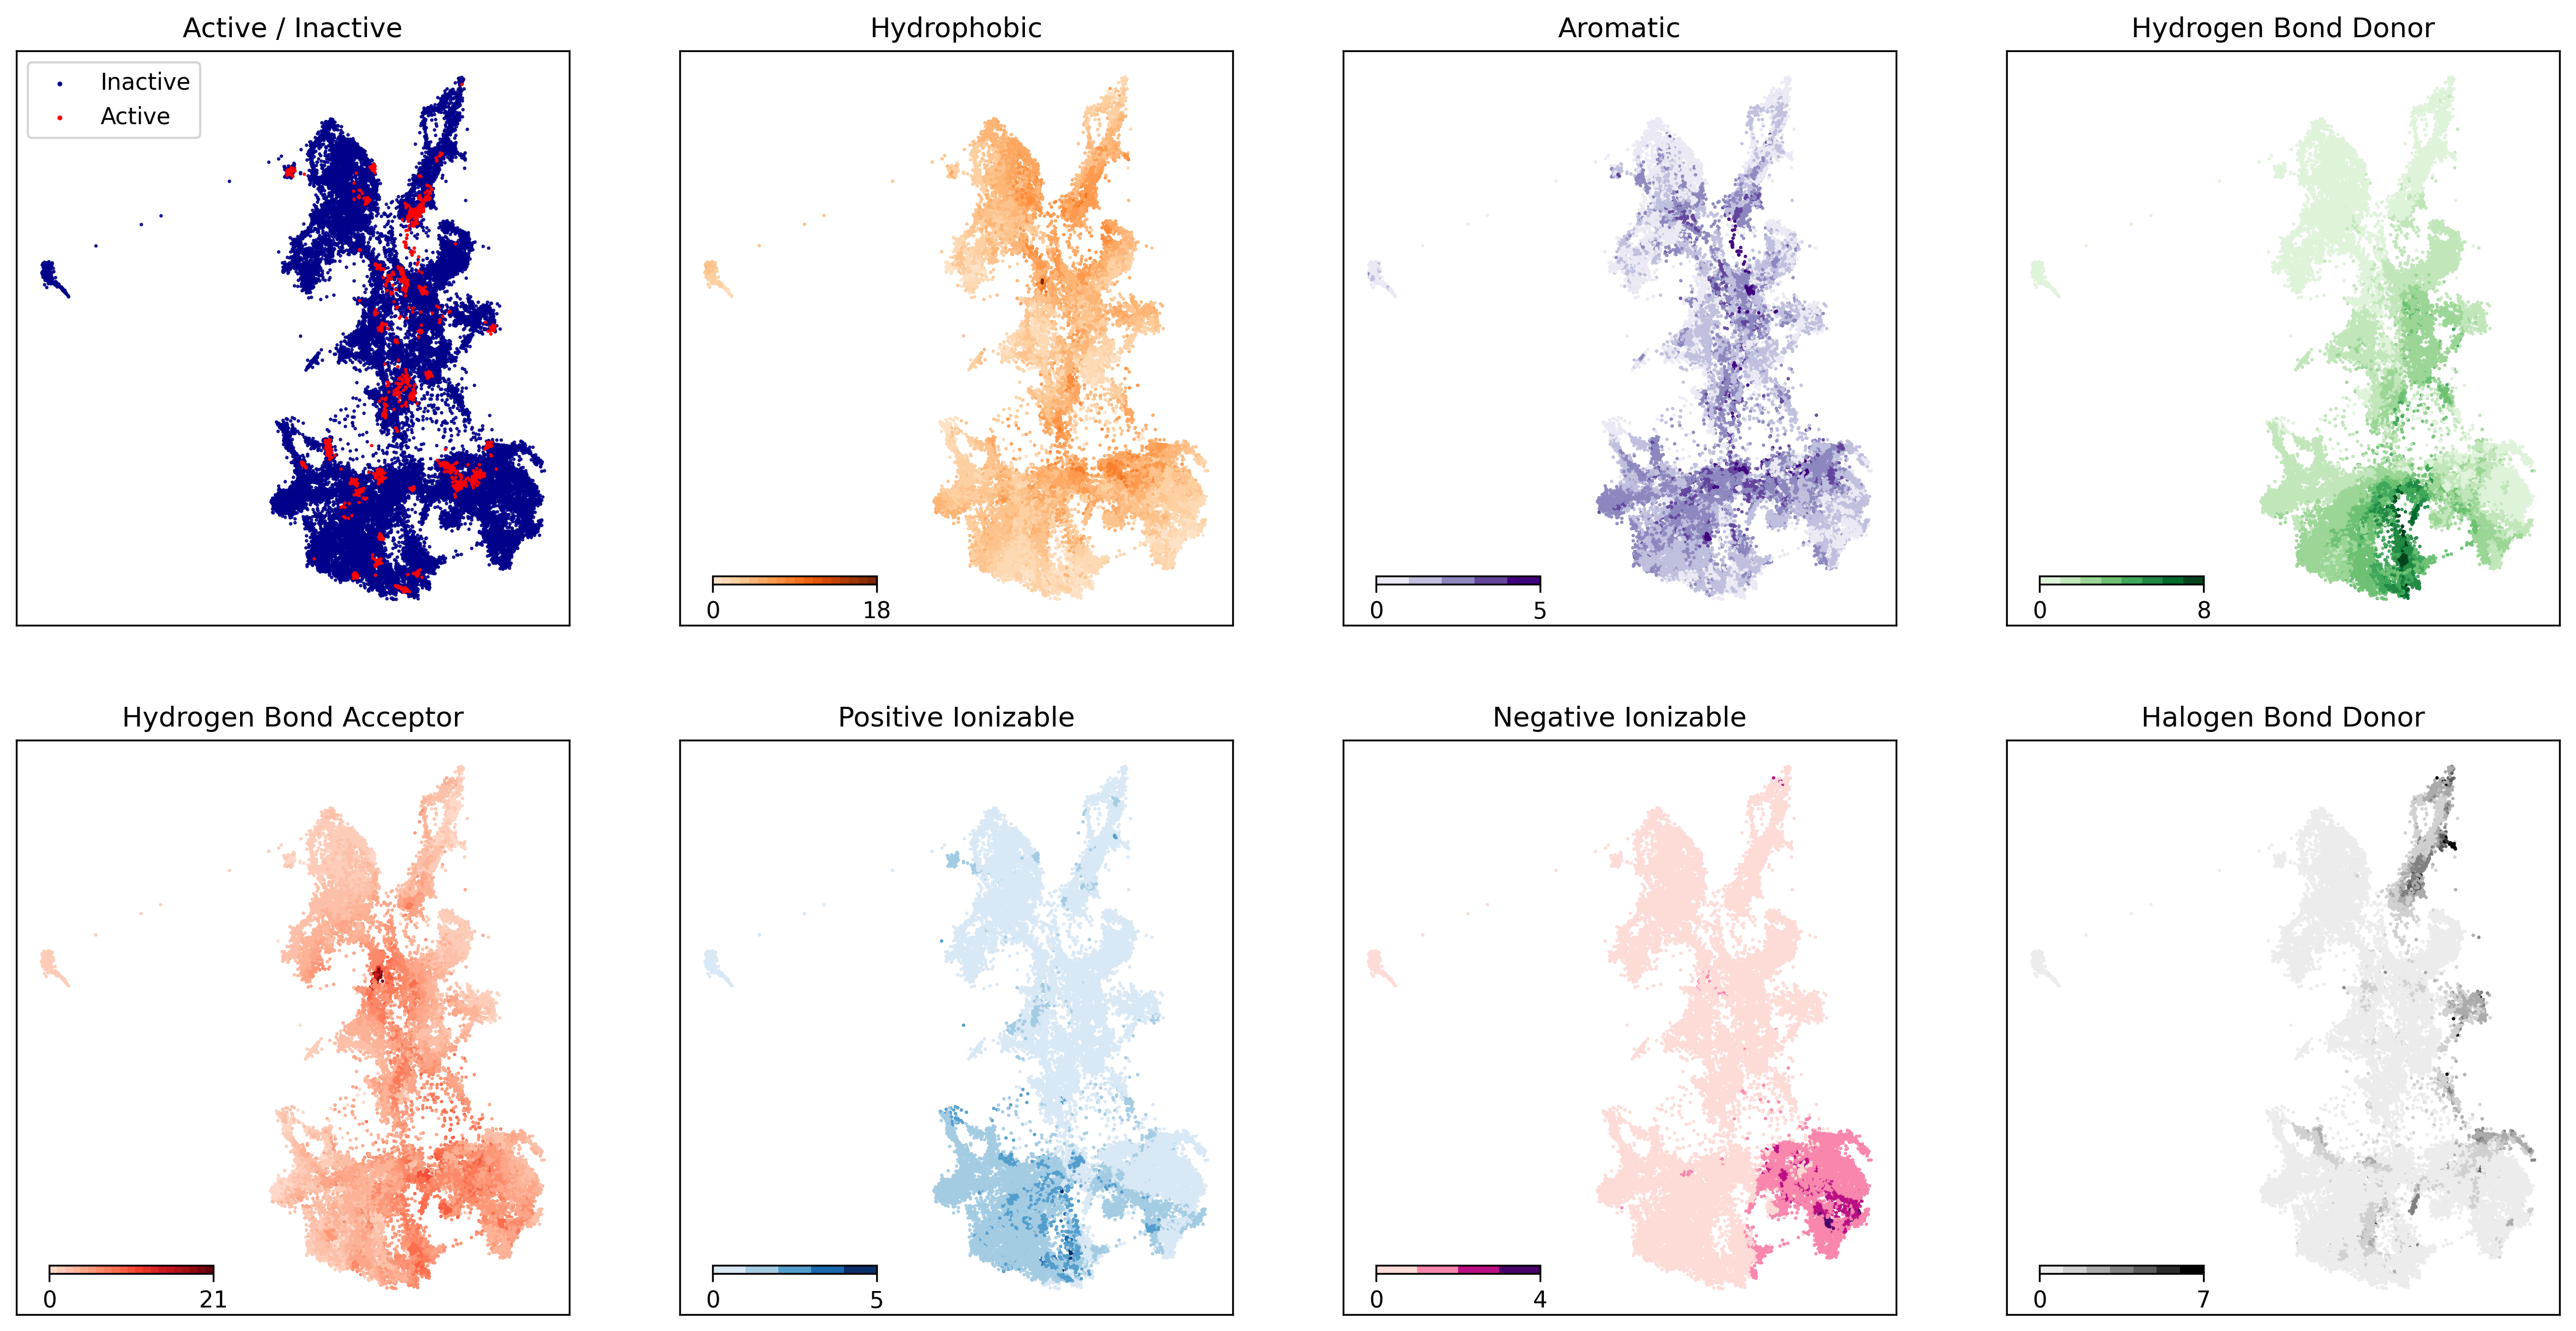 Active / Inactive
Inactive
Active
Hydrophobic
0 18
Aromatic
0 5
Hydrogen Bond Donor
0 8
Hydrogen Bond Acceptor
0 21
Positive Ionizable
0 5
Negative Ionizable
0 4
Halogen Bond Donor
0 7